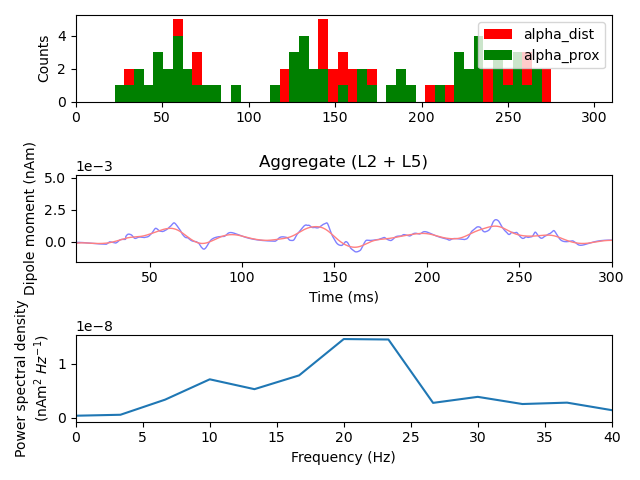 Counts
4
2
0
alpha_dist
alpha_prox
0 50 100 150 200 250 300
Aggregate (L2 + L5)
1e−3
Dipole moment (nAm)
5.0
2.5
0.0
50 100 150 200 250 300
Time (ms)
1e−8
Power spectral density
(nAm² Hz⁻¹)
1
0
0 5 10 15 20 25 30 35 40
Frequency (Hz)